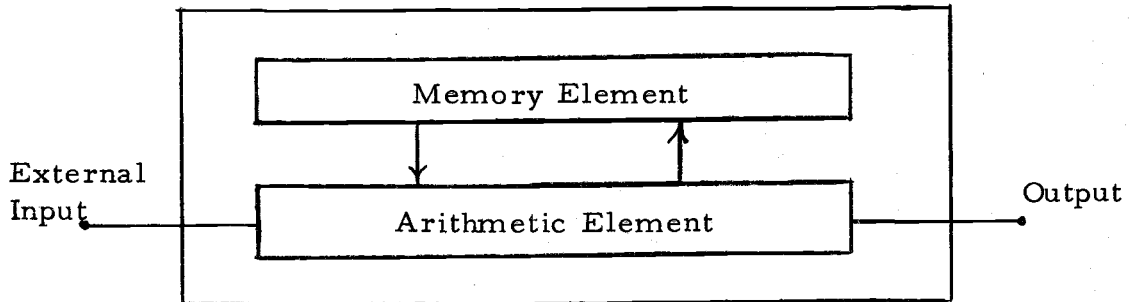 Memory Element
External
Input
Arithmetic Element
Output